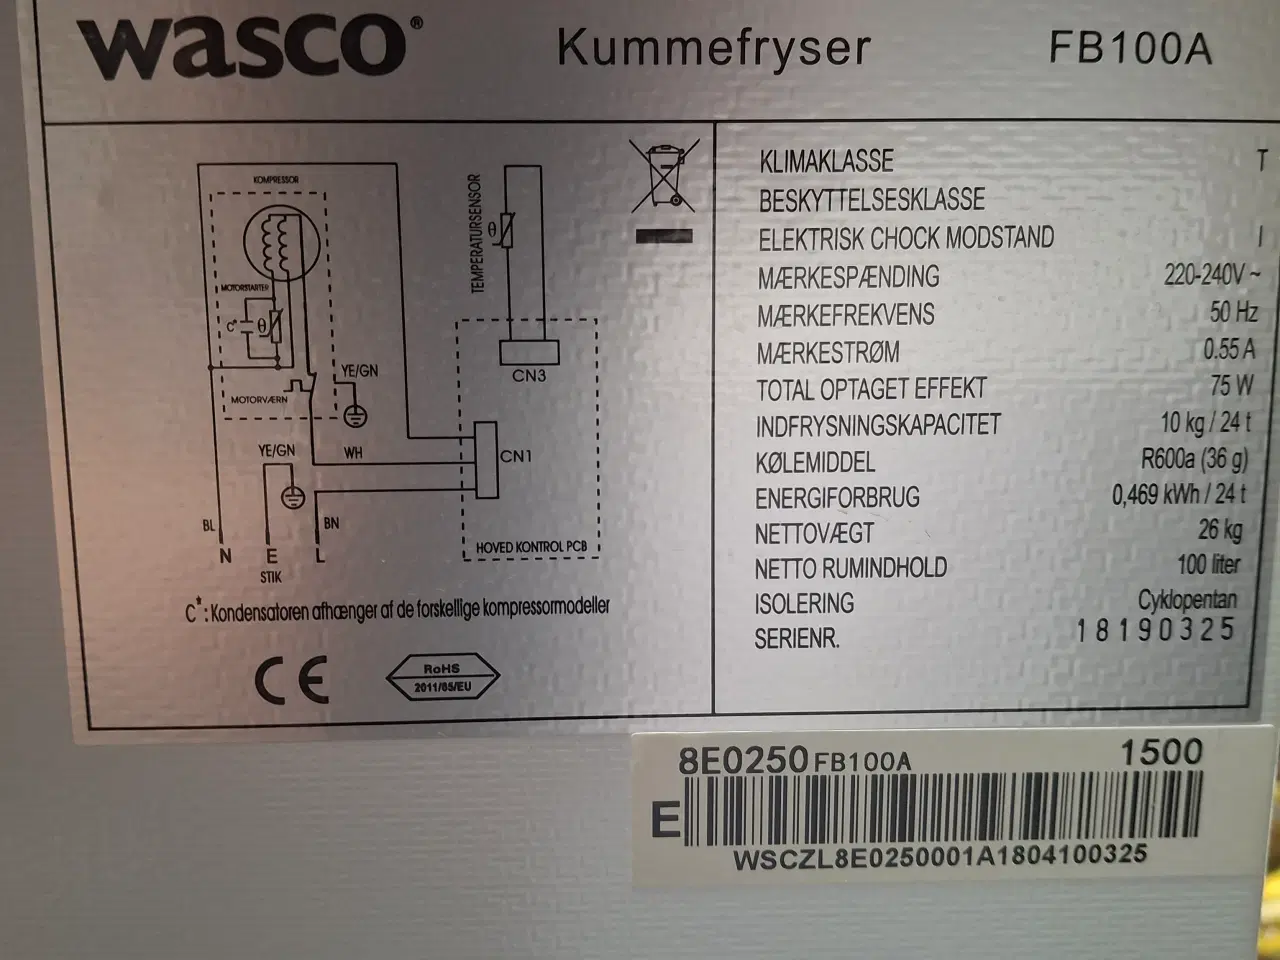 wasco® Kummefryser FB100A
KOMPRESSOR
MOTORSTARTER
C*
θ
MOTORVÆRN
YE/GN
YE/GN
WH
BL
BN
N E L
STIK
TEMPERATURSENSOR
θ
CN3
CN1
HOVED KONTROL PCB
C*: Kondensatoren afhænger af de forskellige kompressormodeller
CE
RoHS
2011/65/EU
KLIMAKLASSE T
BESKYTTELSESKLASSE
ELEKTRISK CHOCK MODSTAND I
MÆRKESPÆNDING 220-240V ~
MÆRKEFREKVENS 50 Hz
MÆRKESTRØM 0.55 A
TOTAL OPTAGET EFFEKT 75 W
INDFRYSNINGSKAPACITET 10 kg / 24 t
KØLEMIDDEL R600a (36 g)
ENERGIFORBRUG 0,469 kWh / 24 t
NETTOVÆGT 26 kg
NETTO RUMINDHOLD 100 liter
ISOLERING Cyklopentan
SERIENR. 18190325
8E0250 FB100A 1500
E
WSCZL8E0250001A1804100325